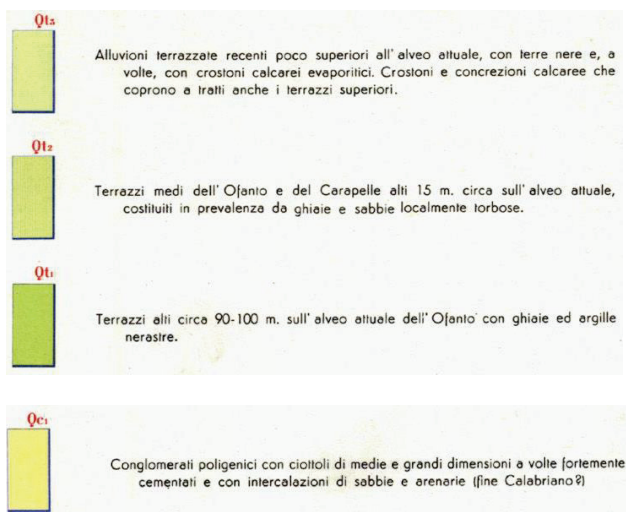 Qt₃
Alluvioni terrazzate recenti poco superiori all'alveo attuale, con terre nere e, a
volte, con crostoni calcarei evaporitici. Crostoni e concrezioni calcaree che
coprono a tratti anche i terrazzi superiori.
Qt₂
Terrazzi medi dell'Ofanto e del Carapelle alti 15 m. circa sull'alveo attuale,
costituiti in prevalenza da ghiaie e sabbie localmente torbose.
Qt₁
Terrazzi alti circa 90-100 m. sull'alveo attuale dell'Ofanto con ghiaie ed argille
nerastre.
Qc₁
Conglomerati poligenici con ciottoli di medie e grandi dimensioni a volte fortemente
cementati e con intercalazioni di sabbie e arenarie (fine Calabriano?)